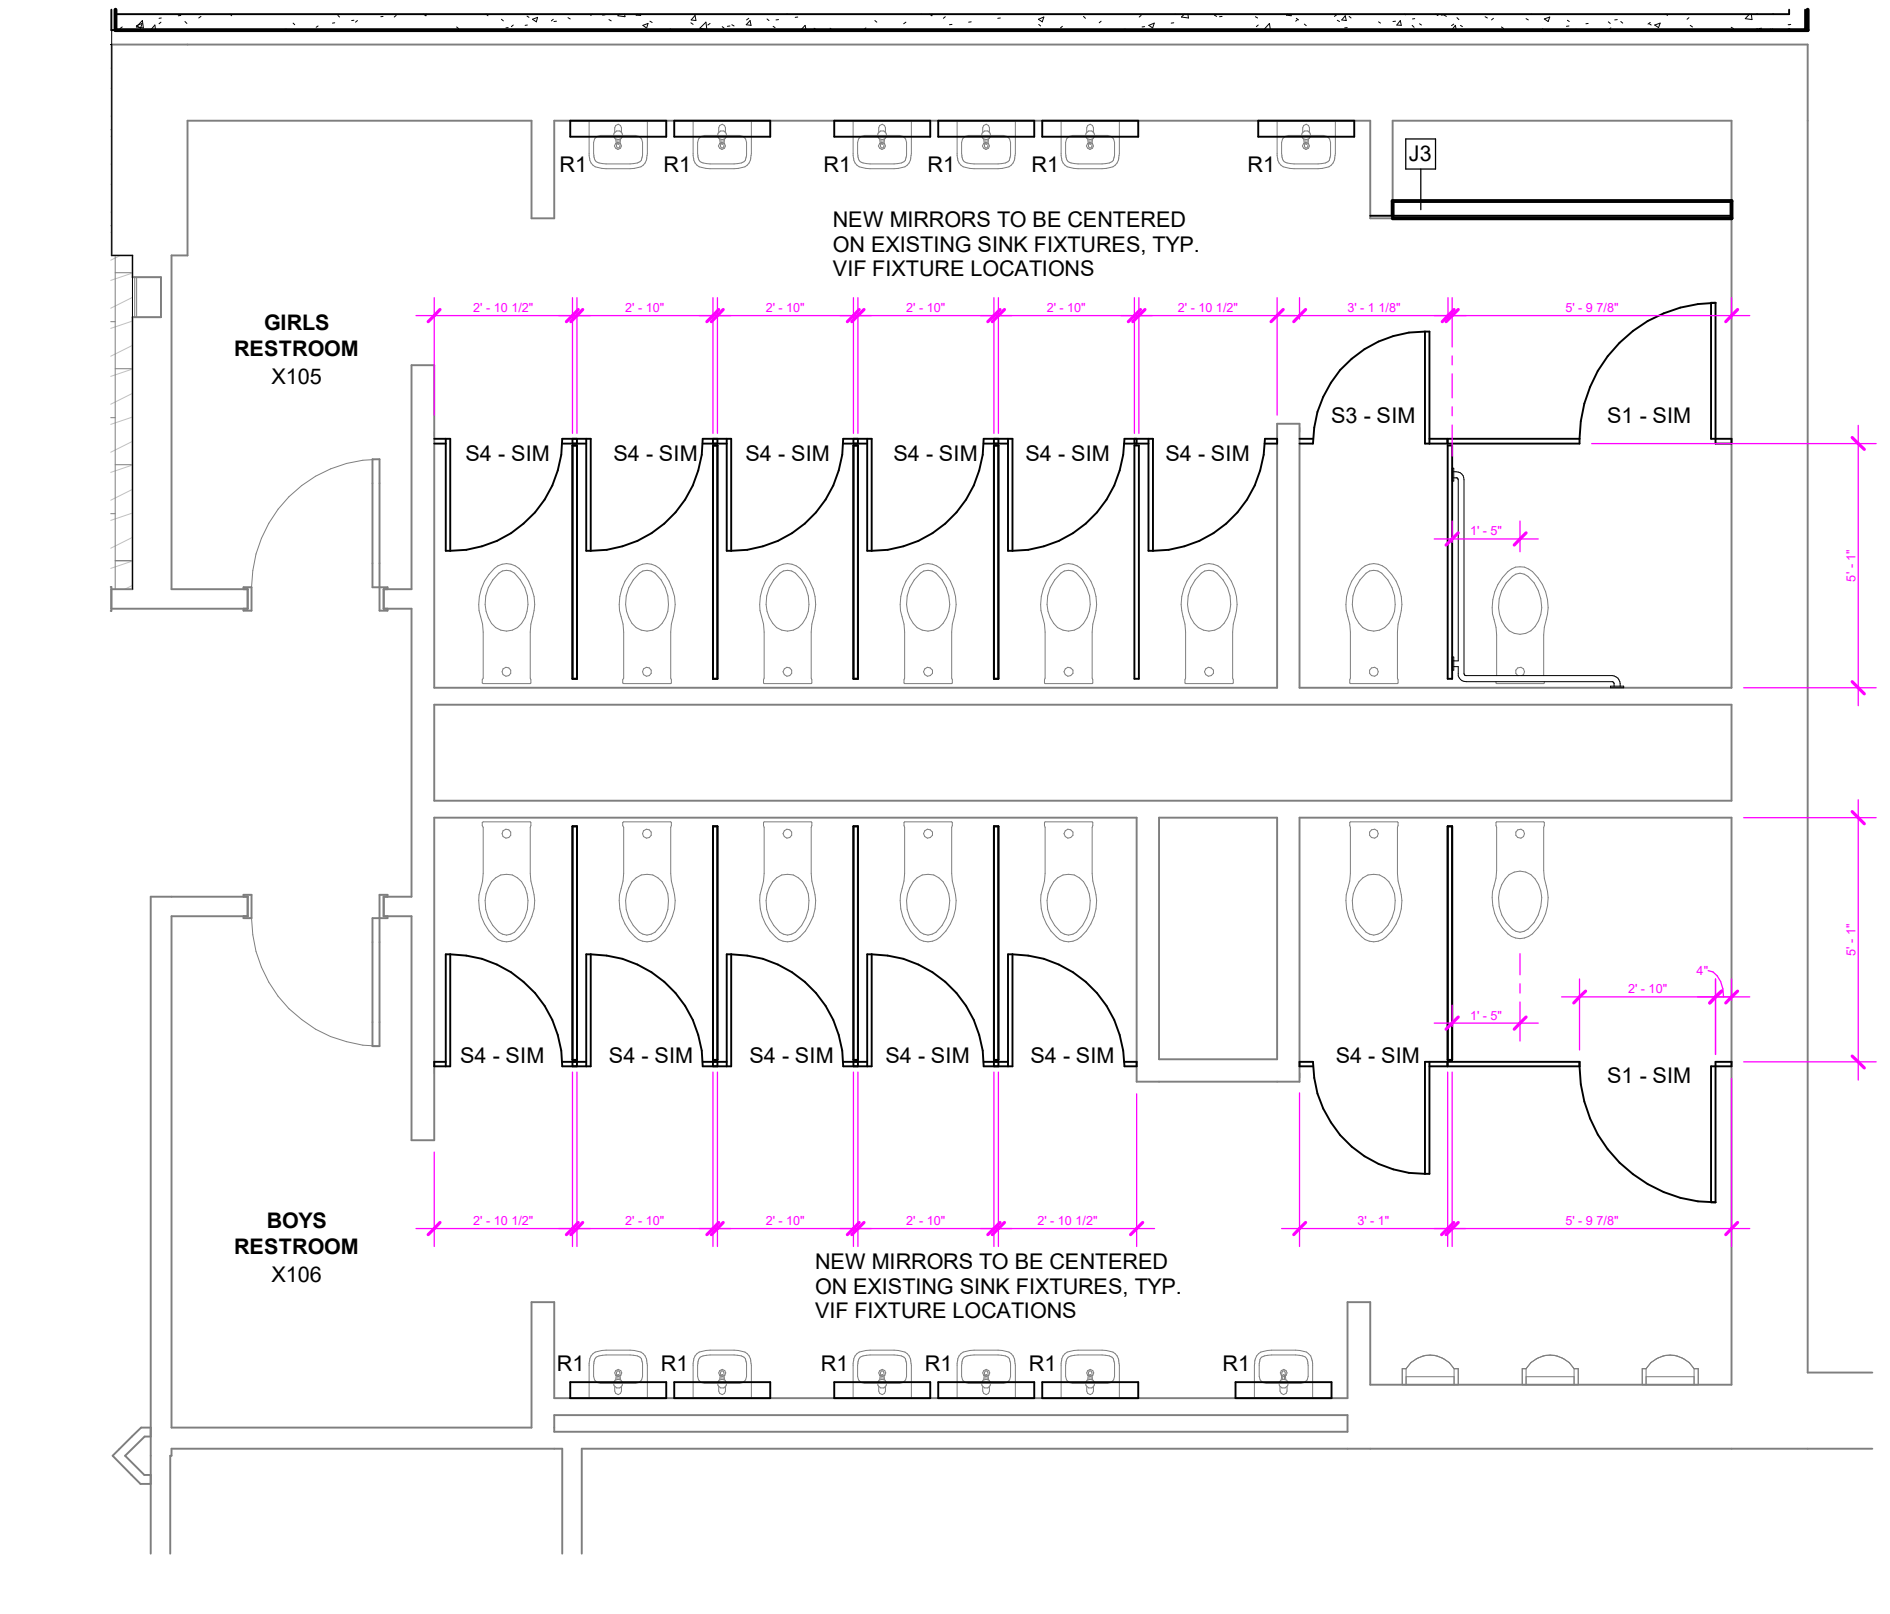 J3
R1 R1 R1 R1 R1 R1
NEW MIRRORS TO BE CENTERED
ON EXISTING SINK FIXTURES, TYP.
VIF FIXTURE LOCATIONS
2' - 10 1/2" 2' - 10" 2' - 10" 2' - 10" 2' - 10" 2' - 10 1/2" 3' - 1 1/8" 5' - 9 7/8"
GIRLS
RESTROOM
X105
S3 - SIM S1 - SIM
S4 - SIM S4 - SIM S4 - SIM S4 - SIM S4 - SIM S4 - SIM
1' - 5"
5' - 1"
5' - 1"
4"
2' - 10"
1' - 5"
S4 - SIM S4 - SIM S4 - SIM S4 - SIM S4 - SIM S4 - SIM
S1 - SIM
2' - 10 1/2" 2' - 10" 2' - 10" 2' - 10" 2' - 10 1/2" 3' - 1" 5' - 9 7/8"
BOYS
RESTROOM
X106
NEW MIRRORS TO BE CENTERED
ON EXISTING SINK FIXTURES, TYP.
VIF FIXTURE LOCATIONS
R1 R1 R1 R1 R1 R1